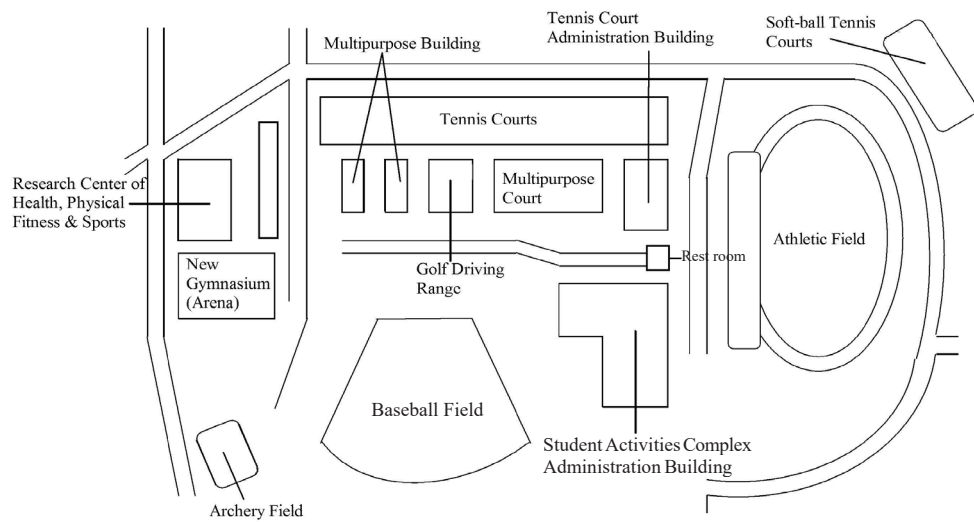 Tennis Court
Administration Building
Soft-ball Tennis
Courts
Multipurpose Building
Tennis Courts
Research Center of
Health, Physical
Fitness & Sports
Multipurpose
Court
Athletic Field
Rest room
New
Gymnasium
(Arena)
Golf Driving
Range
Baseball Field
Student Activities Complex
Administration Building
Archery Field